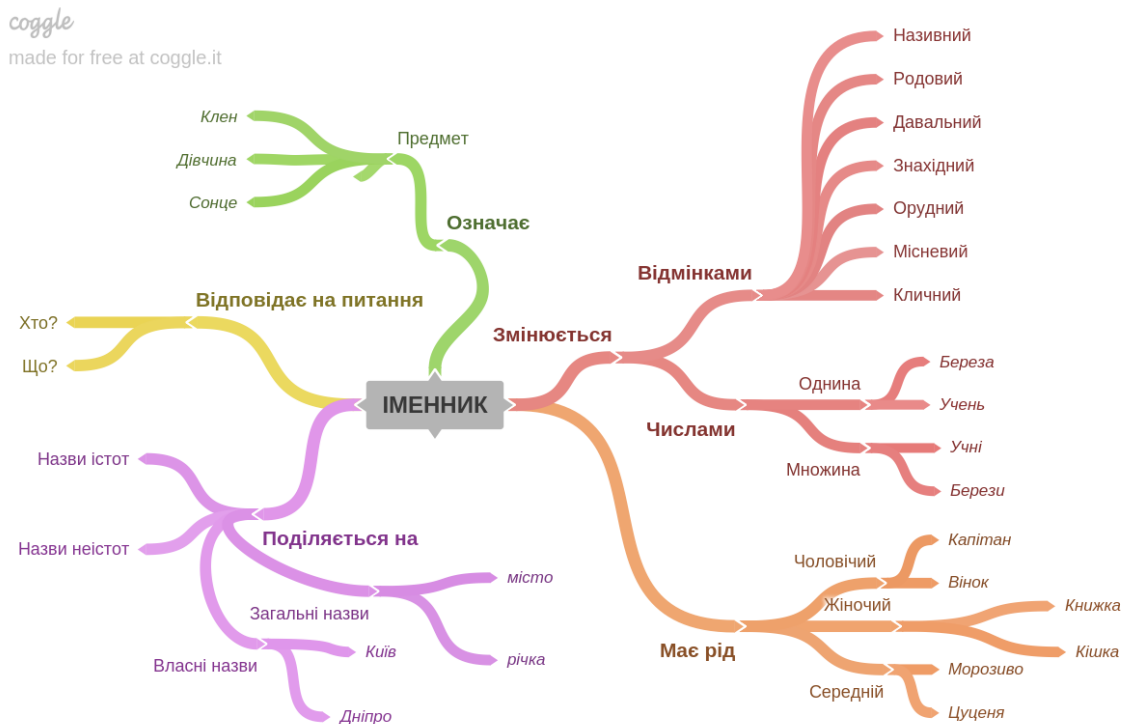 coggle
made for free at coggle.it
ІМЕННИК
Означає
Предмет
Клен
Дівчина
Сонце
Відповідає на питання
Хто?
Що?
Поділяється на
Назви істот
Назви неістот
Загальні назви
місто
річка
Власні назви
Київ
Дніпро
Змінюється
Відмінками
Називний
Родовий
Давальний
Знахідний
Орудний
Місневий
Кличний
Числами
Однина
Береза
Учень
Множина
Учні
Берези
Має рід
Чоловічий
Капітан
Вінок
Жіночий
Книжка
Кішка
Середній
Морозиво
Цуценя